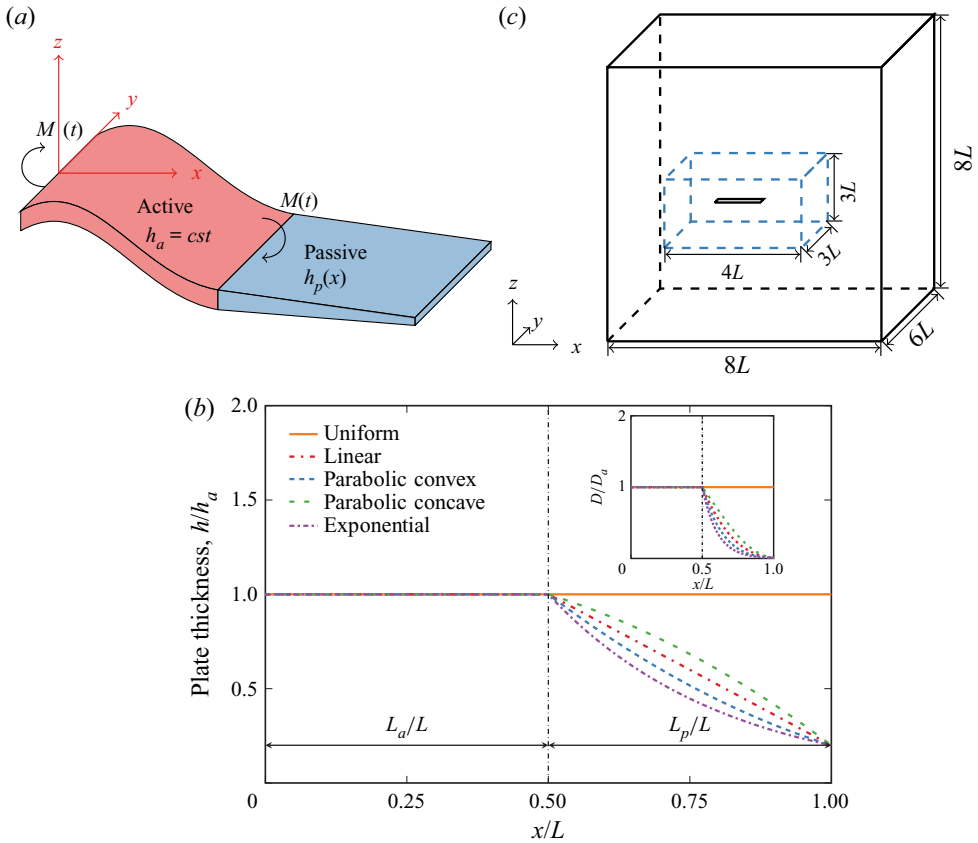 (a)
z
y
M (t)
x
Active
h_a = cst
M(t)
Passive
h_p(x)
(c)
8L
3L
3L
4L
6L
8L
z
y
x
(b)
2.0
1.5
1.0
0.5
Plate thickness, h/h_a
Uniform
Linear
Parabolic convex
Parabolic concave
Exponential
2
1
D/D_a
0 0.5 1.0
x/L
L_a/L
L_p/L
0 0.25 0.50 0.75 1.00
x/L